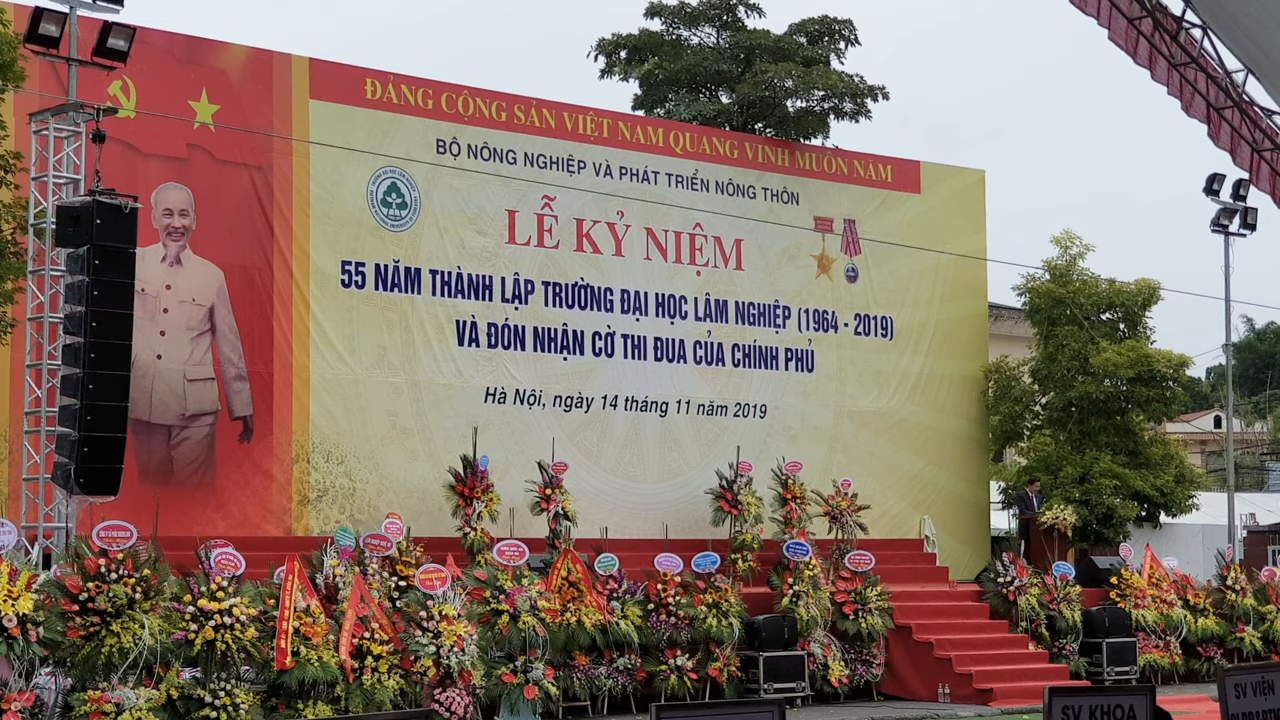 ĐẢNG CỘNG SẢN VIỆT NAM QUANG VINH MUÔN NĂM
BỘ NÔNG NGHIỆP VÀ PHÁT TRIỂN NÔNG THÔN
LỄ KỶ NIỆM
55 NĂM THÀNH LẬP TRƯỜNG ĐẠI HỌC LÂM NGHIỆP (1964 - 2019)
VÀ ĐÓN NHẬN CỜ THI ĐUA CỦA CHÍNH PHỦ
Hà Nội, ngày 14 tháng 11 năm 2019
SV KHOA
SV VIỆN